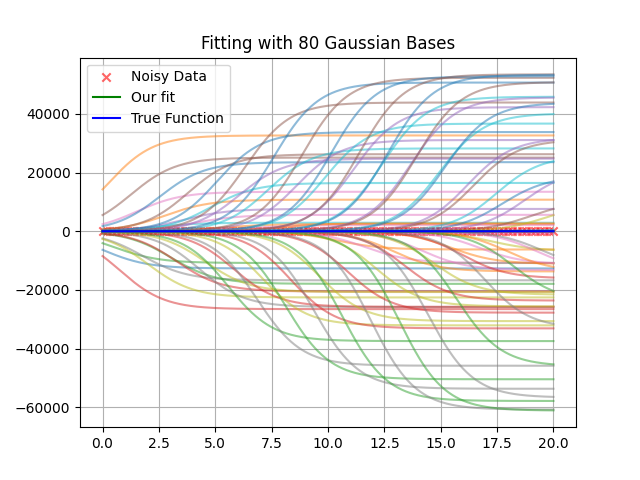 Fitting with 80 Gaussian Bases
Noisy Data
Our fit
True Function
40000
20000
0
−20000
−40000
−60000
0.0 2.5 5.0 7.5 10.0 12.5 15.0 17.5 20.0